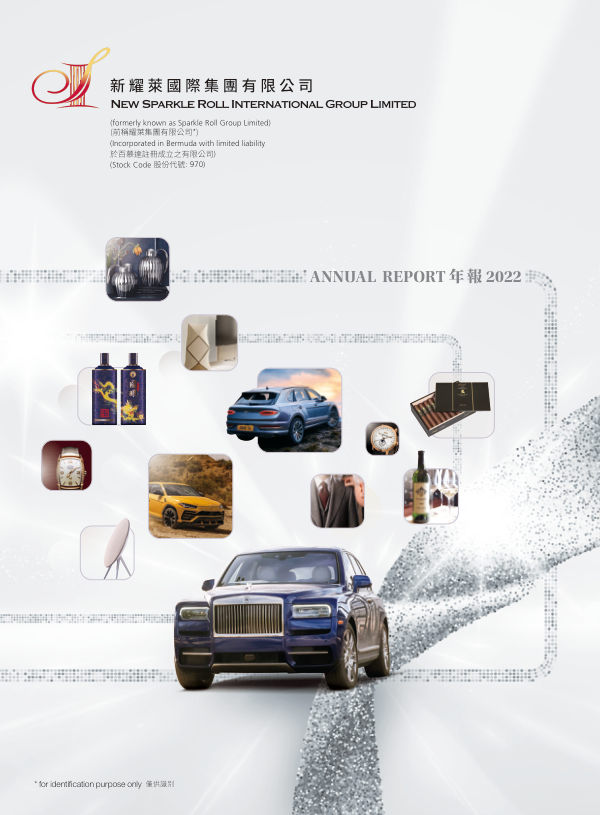 新耀萊國際集團有限公司
NEW SPARKLE ROLL INTERNATIONAL GROUP LIMITED
(formerly known as Sparkle Roll Group Limited)
(前稱耀萊集團有限公司*)
(Incorporated in Bermuda with limited liability
於百慕達註冊成立之有限公司)
(Stock Code 股份代號: 970)
ANNUAL REPORT 年報 2022
* for identification purpose only 僅供識別